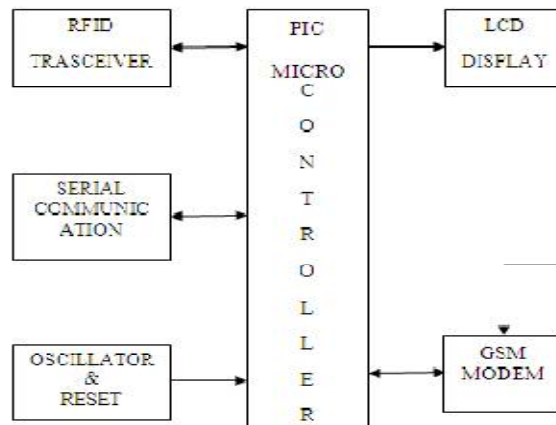 RFID
TRASCEIVER
PIC
MICRO
C
O
N
T
R
O
L
L
E
R
LCD
DISPLAY
SERIAL
COMMUNIC
ATION
OSCILLATOR
&
RESET
GSM
MODEM